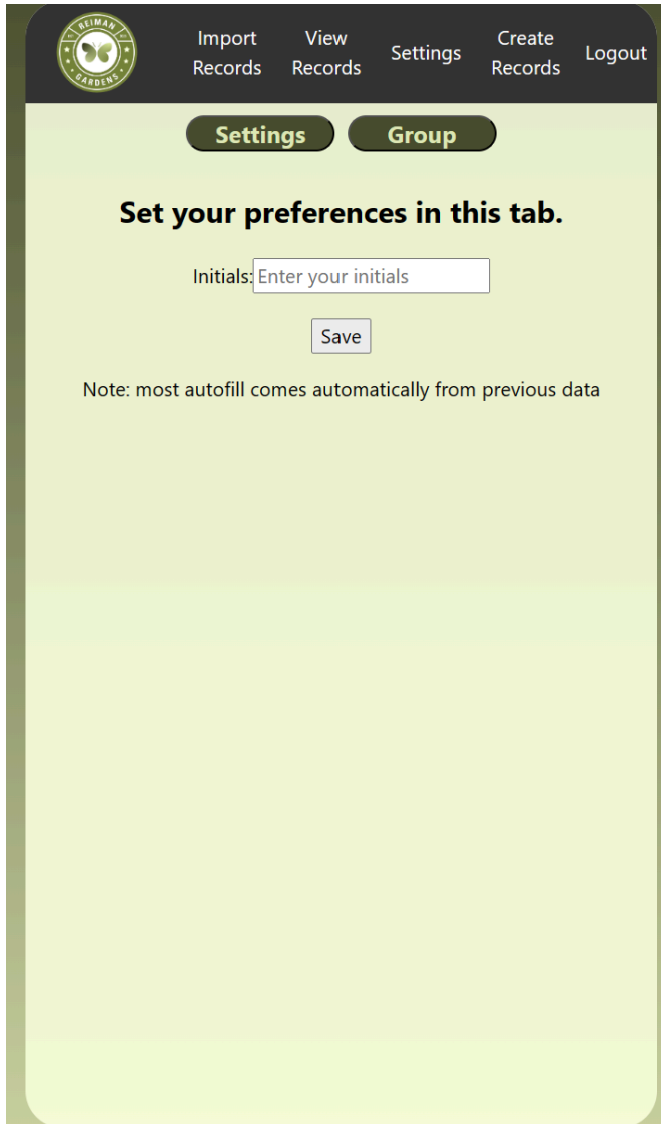 REIMAN
GARDENS
Import Records
View Records
Settings
Create Records
Logout
Settings
Group
Set your preferences in this tab.
Initials:
Enter your initials
Save
Note: most autofill comes automatically from previous data